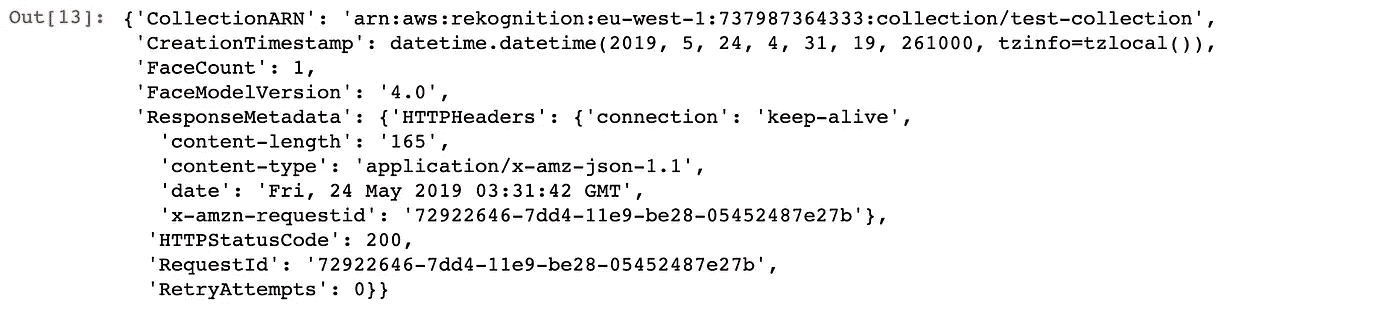 Out[13]: {'CollectionARN': 'arn:aws:rekognition:eu-west-1:737987364333:collection/test-collection',
'CreationTimestamp': datetime.datetime(2019, 5, 24, 4, 31, 19, 261000, tzinfo=tzlocal()),
'FaceCount': 1,
'FaceModelVersion': '4.0',
'ResponseMetadata': {'HTTPHeaders': {'connection': 'keep-alive',
'content-length': '165',
'content-type': 'application/x-amz-json-1.1',
'date': 'Fri, 24 May 2019 03:31:42 GMT',
'x-amzn-requestid': '72922646-7dd4-11e9-be28-05452487e27b'},
'HTTPStatusCode': 200,
'RequestId': '72922646-7dd4-11e9-be28-05452487e27b',
'RetryAttempts': 0}}